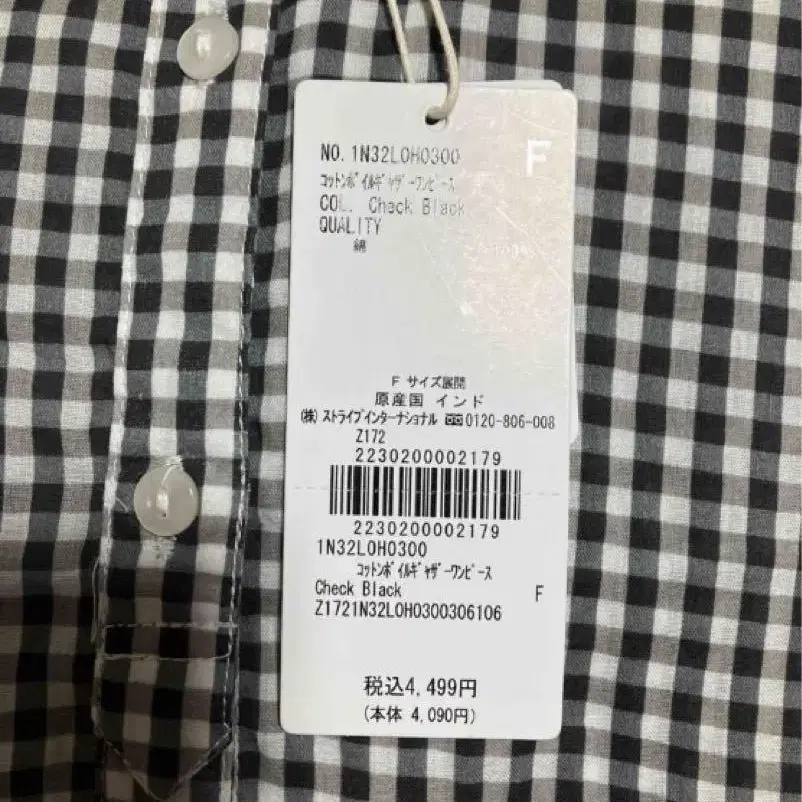 NO. 1N32L0H0300
F
コットンボイルギャザーワンピース
COL. Check Black
QUALITY
綿
F サイズ展開
原産国 インド
(株) ストライプインターナショナル 0120-806-008
Z172
2230200002179
2230200002179
1N32L0H0300
コットンボイルギャザーワンピース
Check Black
F
Z1721N32L0H0300306106
税込4,499円
(本体 4,090円)